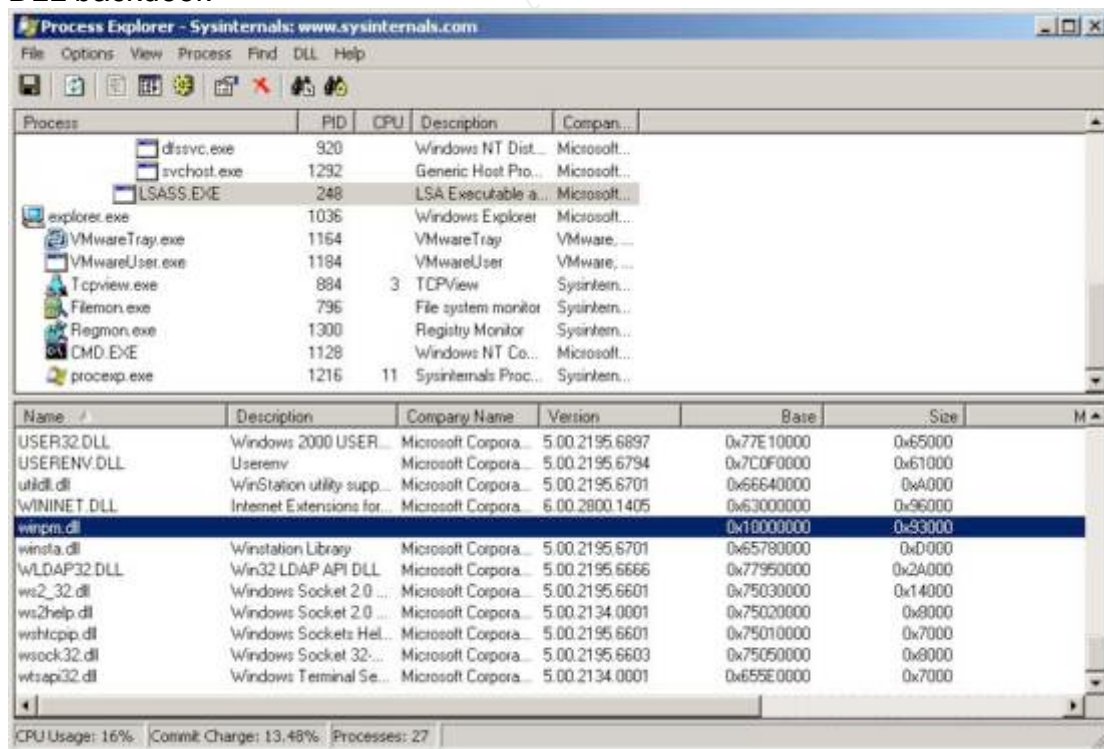 Process Explorer - Sysinternals: www.sysinternals.com
File Options View Process Find DLL Help
Process PID CPU Description Compan...
dfssvc.exe 920 Windows NT Dist... Microsoft...
svchost.exe 1292 Generic Host Pro... Microsoft...
LSASS.EXE 248 LSA Executable a... Microsoft...
explorer.exe 1036 Windows Explorer Microsoft...
VMwareTray.exe 1164 VMwareTray VMware, ...
VMwareUser.exe 1184 VMwareUser VMware, ...
Tcpview.exe 884 3 TCPView Sysintern...
Filemon.exe 796 File system monitor Sysintern...
Regmon.exe 1300 Registry Monitor Sysintern...
CMD.EXE 1128 Windows NT Co... Microsoft...
procexp.exe 1216 11 Sysinternals Proc... Sysintern...
Name Description Company Name Version Base Size M
USER32.DLL Windows 2000 USER... Microsoft Corpora... 5.00.2195.6897 0x77E10000 0x65000
USERENV.DLL Userenv Microsoft Corpora... 5.00.2195.6794 0x7C0F0000 0x61000
utildll.dll WinStation utility supp... Microsoft Corpora... 5.00.2195.6701 0x66640000 0xA000
WININET.DLL Internet Extensions for... Microsoft Corpora... 6.00.2800.1405 0x63000000 0x96000
winpm.dll 0x10000000 0x93000
winsta.dll Winstation Library Microsoft Corpora... 5.00.2195.6701 0x65780000 0xD000
WLDAP32.DLL Win32 LDAP API DLL Microsoft Corpora... 5.00.2195.6666 0x77950000 0x2A000
ws2_32.dll Windows Socket 2.0 ... Microsoft Corpora... 5.00.2195.6601 0x75030000 0x14000
ws2help.dll Windows Socket 2.0 ... Microsoft Corpora... 5.00.2134.0001 0x75020000 0x8000
wshtcpip.dll Windows Sockets Hel... Microsoft Corpora... 5.00.2195.6601 0x75010000 0x7000
wsock32.dll Windows Socket 32-... Microsoft Corpora... 5.00.2195.6603 0x75050000 0x8000
wtsapi32.dll Windows Terminal Se... Microsoft Corpora... 5.00.2134.0001 0x655E0000 0x7000
CPU Usage: 16% Commit Charge: 13.48% Processes: 27